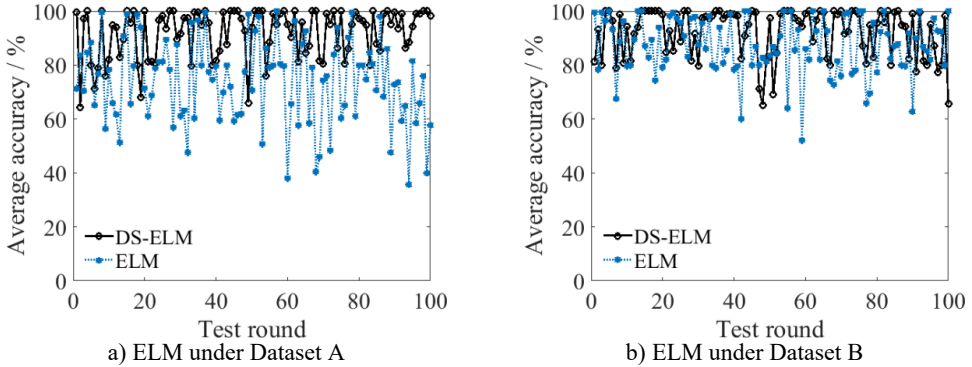 100
80
60
40
20
0
Average accuracy / %
DS-ELM
ELM
0 20 40 60 80 100
Test round
a) ELM under Dataset A
100
80
60
40
20
0
Average accuracy / %
DS-ELM
ELM
0 20 40 60 80 100
Test round
b) ELM under Dataset B